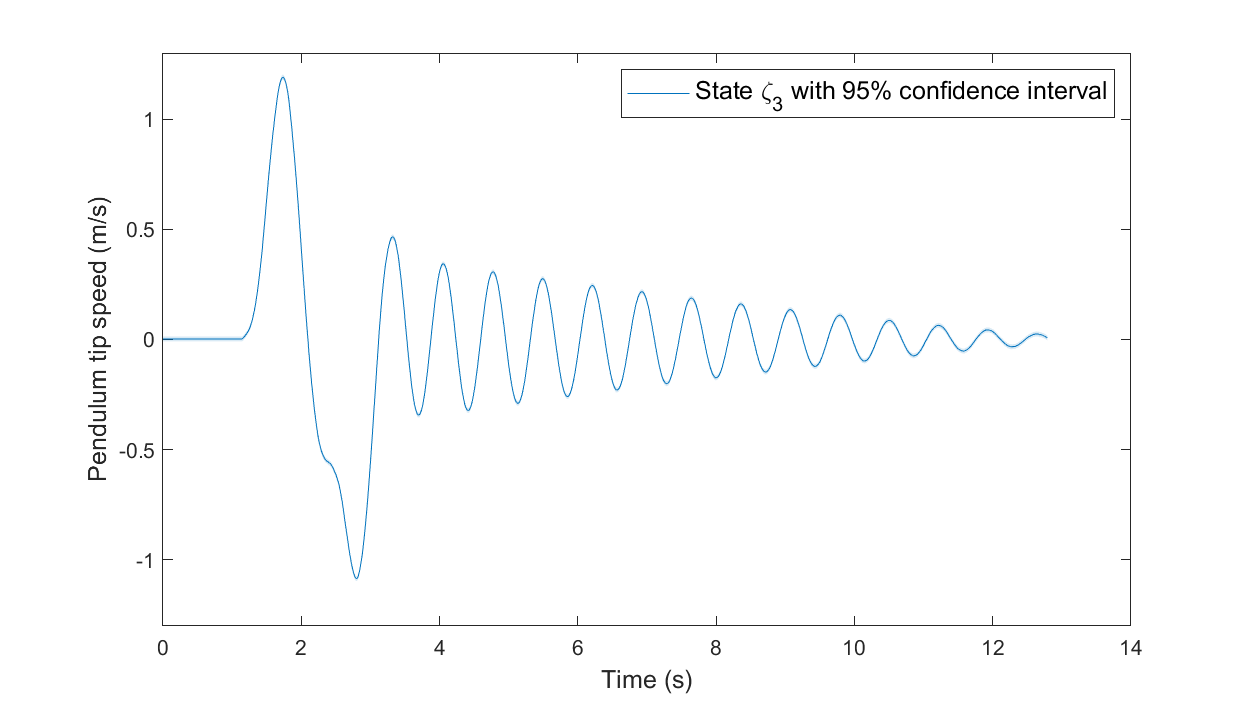 State ζ3 with 95% confidence interval
1
0.5
0
-0.5
-1
Pendulum tip speed (m/s)
0 2 4 6 8 10 12 14
Time (s)